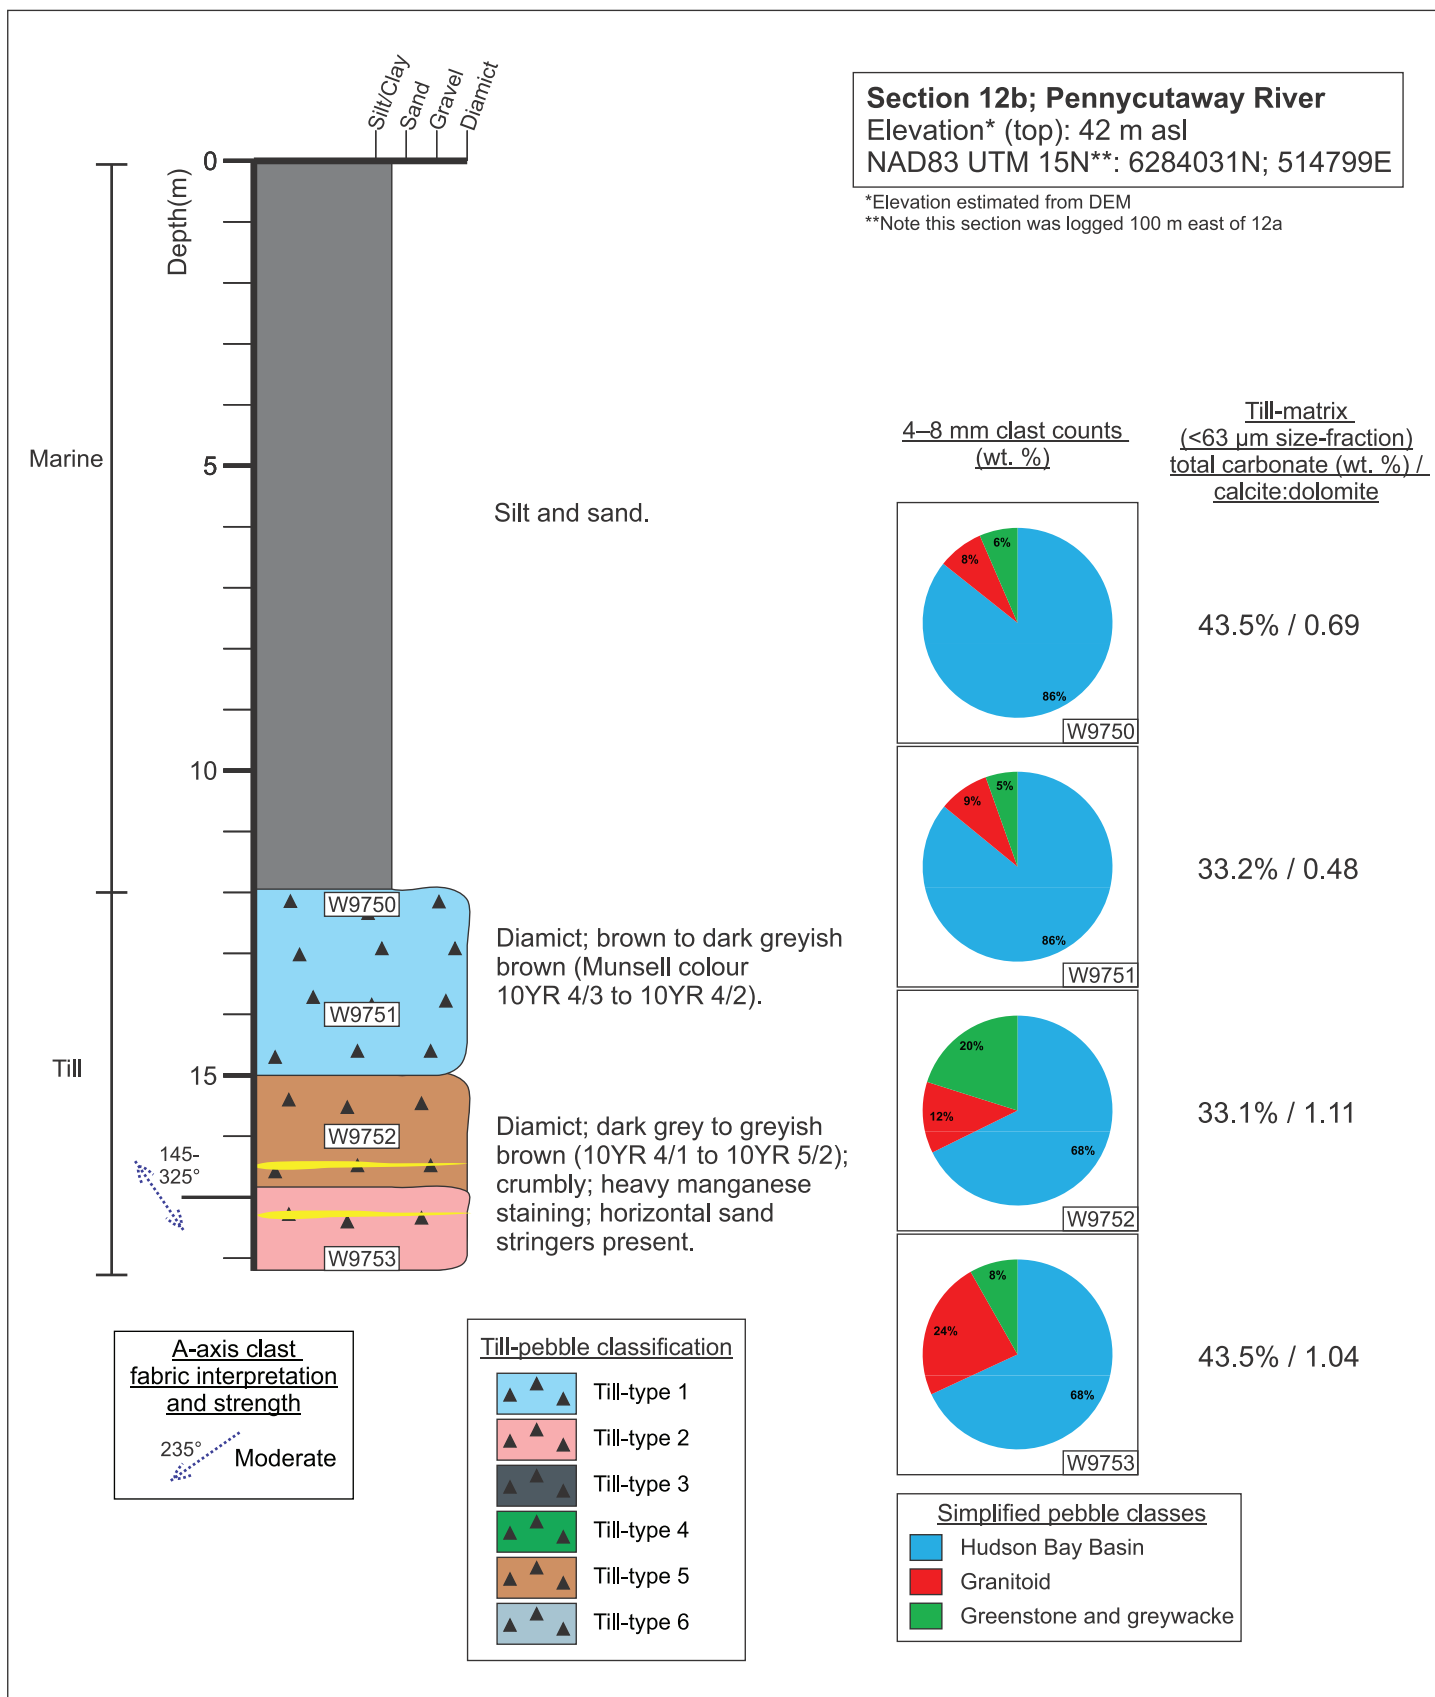 Silt/Clay
Sand
Gravel
Diamict
Section 12b; Pennycutaway River
Elevation* (top): 42 m asl
NAD83 UTM 15N**: 6284031N; 514799E
*Elevation estimated from DEM
**Note this section was logged 100 m east of 12a
Depth(m)
0
5
10
15
Marine
Till
Silt and sand.
W9750
W9751
W9752
W9753
Diamict; brown to dark greyish
brown (Munsell colour
10YR 4/3 to 10YR 4/2).
Diamict; dark grey to greyish
brown (10YR 4/1 to 10YR 5/2);
crumbly; heavy manganese
staining; horizontal sand
stringers present.
145-
325°
4–8 mm clast counts
(wt. %)
Till-matrix
(<63 µm size-fraction)
total carbonate (wt. %) /
calcite:dolomite
6%
8%
86%
W9750
43.5% / 0.69
5%
9%
86%
W9751
33.2% / 0.48
20%
12%
68%
W9752
33.1% / 1.11
8%
24%
68%
W9753
43.5% / 1.04
A-axis clast
fabric interpretation
and strength
235°
Moderate
Till-pebble classification
Till-type 1
Till-type 2
Till-type 3
Till-type 4
Till-type 5
Till-type 6
Simplified pebble classes
Hudson Bay Basin
Granitoid
Greenstone and greywacke